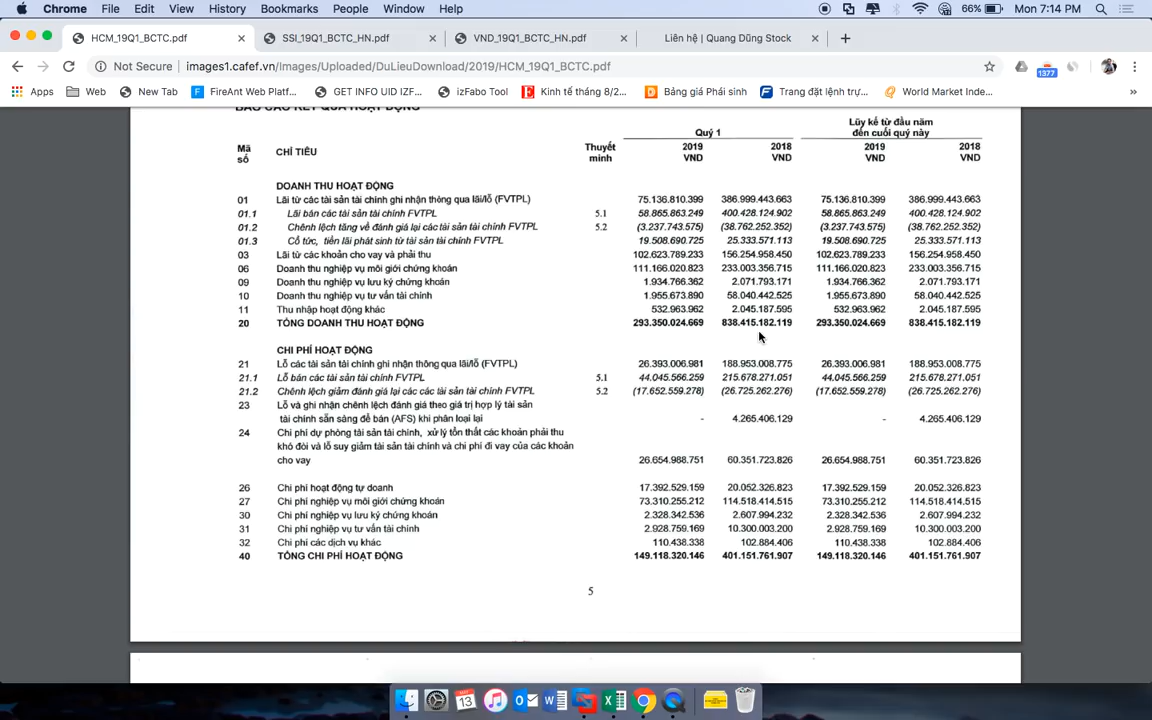 Chrome File Edit View History Bookmarks People Window Help 66% Mon 7:14 PM
HCM_19Q1_BCTC.pdf SSI_19Q1_BCTC_HN.pdf VND_19Q1_BCTC_HN.pdf Liên hệ | Quang Dũng Stock
Not Secure images1.cafef.vn/Images/Uploaded/DuLieuDownload/2019/HCM_19Q1_BCTC.pdf 1377
Apps Web New Tab FireAnt Web Platf... GET INFO UID IZF... izFabo Tool Kinh tế tháng 8/2... Bảng giá Phái sinh Trang đặt lệnh trự... World Market Inde... »
BÁO CÁO KẾT QUẢ HOẠT ĐỘNG
Lũy kế từ đầu năm
Quý 1 đến cuối quý này
Mã số CHỈ TIÊU Thuyết minh 2019 VND 2018 VND 2019 VND 2018 VND
DOANH THU HOẠT ĐỘNG
01 Lãi từ các tài sản tài chính ghi nhận thông qua lãi/lỗ (FVTPL) 75.136.810.399 386.999.443.663 75.136.810.399 386.999.443.663
01.1 Lãi bán các tài sản tài chính FVTPL 5.1 58.865.863.249 400.428.124.902 58.865.863.249 400.428.124.902
01.2 Chênh lệch tăng về đánh giá lại các tài sản tài chính FVTPL 5.2 (3.237.743.575) (38.762.252.352) (3.237.743.575) (38.762.252.352)
01.3 Cổ tức, tiền lãi phát sinh từ tài sản tài chính FVTPL 19.508.690.725 25.333.571.113 19.508.690.725 25.333.571.113
03 Lãi từ các khoản cho vay và phải thu 102.623.789.233 156.254.958.450 102.623.789.233 156.254.958.450
06 Doanh thu nghiệp vụ môi giới chứng khoán 111.166.020.823 233.003.356.715 111.166.020.823 233.003.356.715
09 Doanh thu nghiệp vụ lưu ký chứng khoán 1.934.766.362 2.071.793.171 1.934.766.362 2.071.793.171
10 Doanh thu nghiệp vụ tư vấn tài chính 1.955.673.890 58.040.442.525 1.955.673.890 58.040.442.525
11 Thu nhập hoạt động khác 532.963.962 2.045.187.595 532.963.962 2.045.187.595
20 TỔNG DOANH THU HOẠT ĐỘNG 293.350.024.669 838.415.182.119 293.350.024.669 838.415.182.119
CHI PHÍ HOẠT ĐỘNG
21 Lỗ các tài sản tài chính ghi nhận thông qua lãi/lỗ (FVTPL) 26.393.006.981 188.953.008.775 26.393.006.981 188.953.008.775
21.1 Lỗ bán các tài sản tài chính FVTPL 5.1 44.045.566.259 215.678.271.051 44.045.566.259 215.678.271.051
21.2 Chênh lệch giảm đánh giá lại các các tài sản tài chính FVTPL 5.2 (17.652.559.278) (26.725.262.276) (17.652.559.278) (26.725.262.276)
23 Lỗ và ghi nhận chênh lệch đánh giá theo giá trị hợp lý tài sản
tài chính sẵn sàng để bán (AFS) khi phân loại lại - 4.265.406.129 - 4.265.406.129
24 Chi phí dự phòng tài sản tài chính, xử lý tổn thất các khoản phải thu
khó đòi và lỗ suy giảm tài sản tài chính và chi phí đi vay của các khoản
cho vay 26.654.988.751 60.351.723.826 26.654.988.751 60.351.723.826
26 Chi phí hoạt động tự doanh 17.392.529.159 20.052.326.823 17.392.529.159 20.052.326.823
27 Chi phí nghiệp vụ môi giới chứng khoán 73.310.255.212 114.518.414.515 73.310.255.212 114.518.414.515
30 Chi phí nghiệp vụ lưu ký chứng khoán 2.328.342.536 2.607.994.232 2.328.342.536 2.607.994.232
31 Chi phí nghiệp vụ tư vấn tài chính 2.928.759.169 10.300.003.200 2.928.759.169 10.300.003.200
32 Chi phí các dịch vụ khác 110.438.338 102.884.406 110.438.338 102.884.406
40 TỔNG CHI PHÍ HOẠT ĐỘNG 149.118.320.146 401.151.761.907 149.118.320.146 401.151.761.907
5